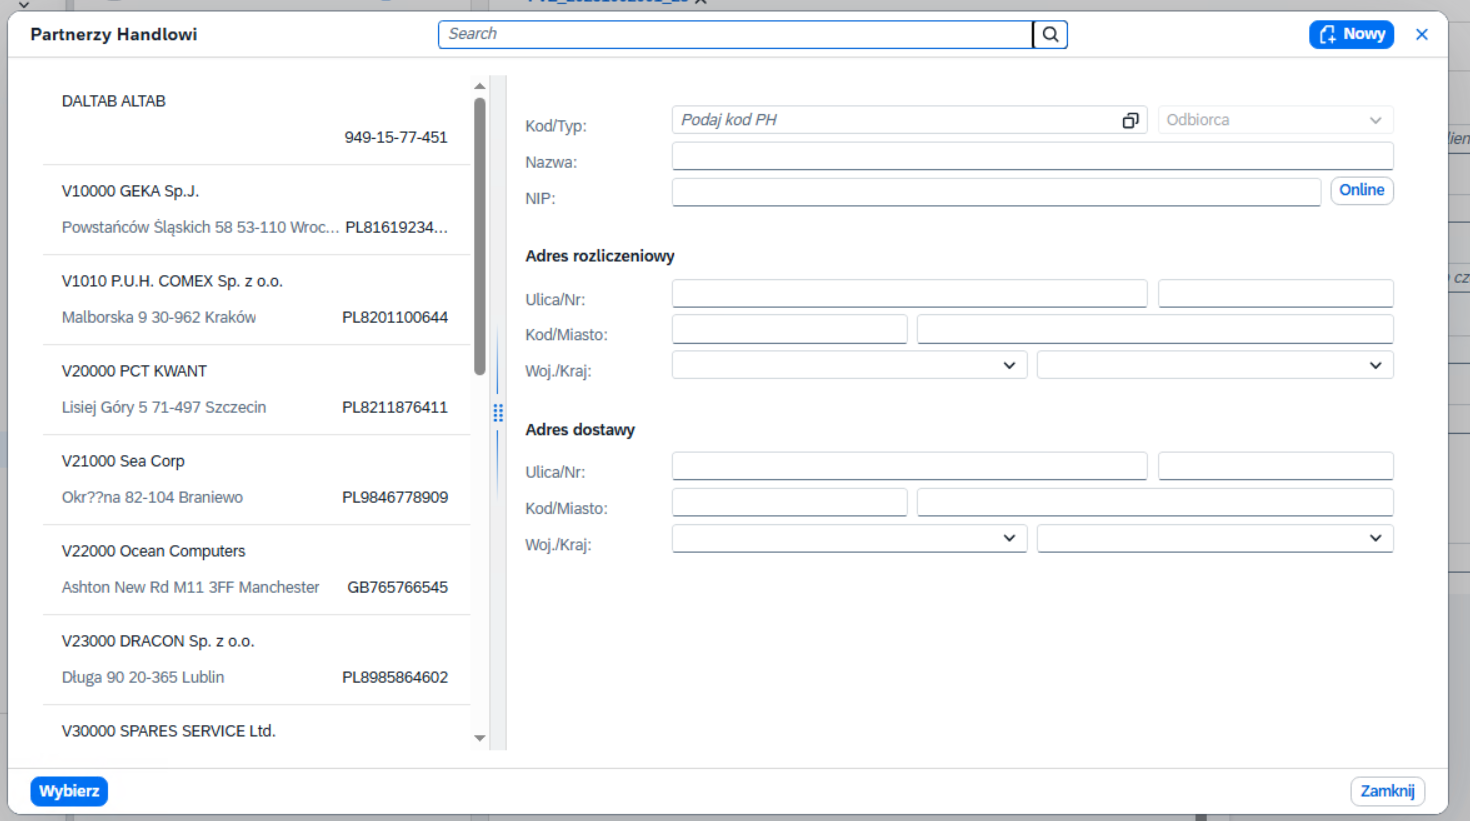 Partnerzy Handlowi
Search
Nowy
DALTAB ALTAB
949-15-77-451
V10000 GEKA Sp.J.
Powstańców Śląskich 58 53-110 Wroc... PL81619234...
V1010 P.U.H. COMEX Sp. z o.o.
Malborska 9 30-962 Kraków PL8201100644
V20000 PCT KWANT
Lisiej Góry 5 71-497 Szczecin PL8211876411
V21000 Sea Corp
Okr??na 82-104 Braniewo PL9846778909
V22000 Ocean Computers
Ashton New Rd M11 3FF Manchester GB765766545
V23000 DRACON Sp. z o.o.
Długa 90 20-365 Lublin PL8985864602
V30000 SPARES SERVICE Ltd.
Kod/Typ: Podaj kod PH Odbiorca
Nazwa:
NIP: Online
Adres rozliczeniowy
Ulica/Nr:
Kod/Miasto:
Woj./Kraj:
Adres dostawy
Ulica/Nr:
Kod/Miasto:
Woj./Kraj:
Wybierz
Zamknij